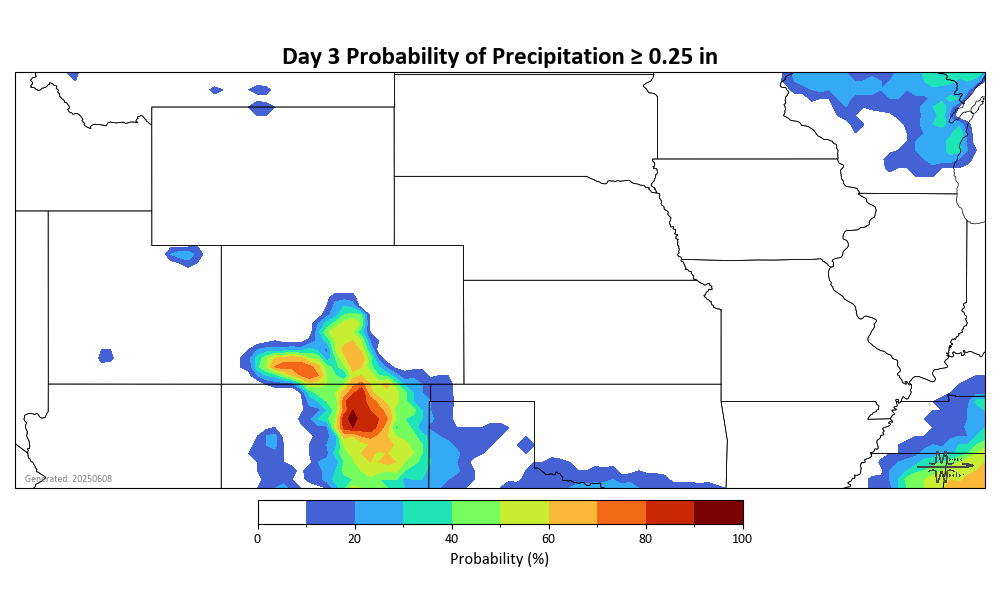 Day 3 Probability of Precipitation ≥ 0.25 in
Generated: 20250608
0 20 40 60 80 100
Probability (%)